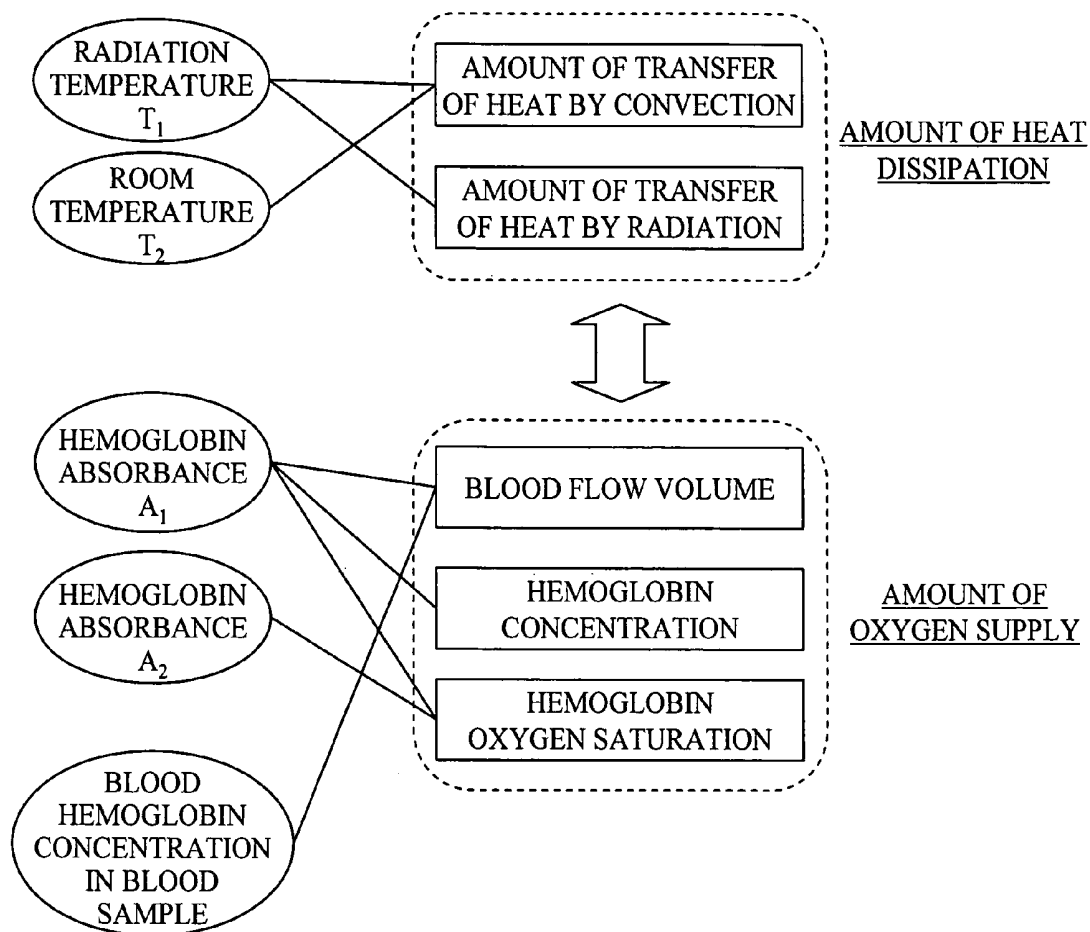 RADIATION
TEMPERATURE
T₁
ROOM
TEMPERATURE
T₂
AMOUNT OF TRANSFER
OF HEAT BY CONVECTION
AMOUNT OF TRANSFER
OF HEAT BY RADIATION
AMOUNT OF HEAT
DISSIPATION
HEMOGLOBIN
ABSORBANCE
A₁
HEMOGLOBIN
ABSORBANCE
A₂
BLOOD
HEMOGLOBIN
CONCENTRATION
IN BLOOD
SAMPLE
BLOOD FLOW VOLUME
HEMOGLOBIN
CONCENTRATION
HEMOGLOBIN
OXYGEN SATURATION
AMOUNT OF
OXYGEN SUPPLY